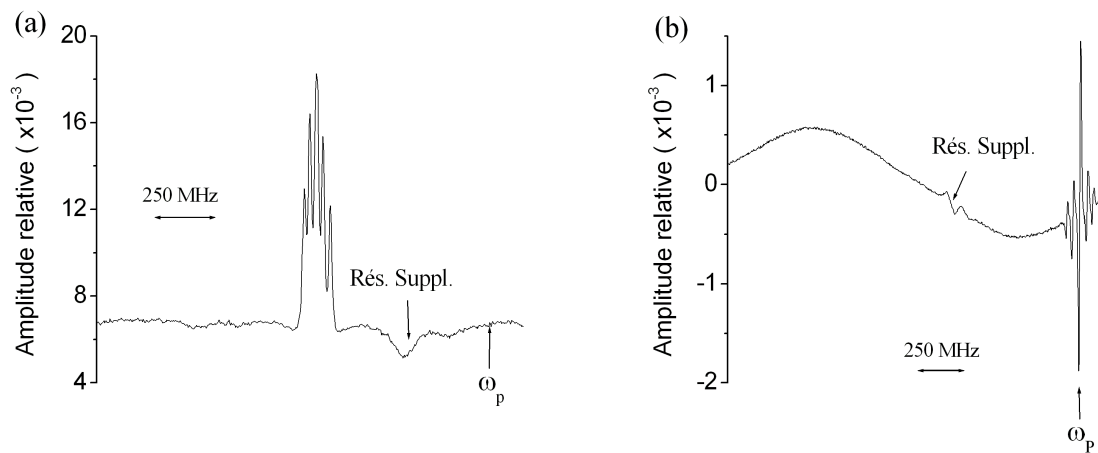 (a)
20
16
12
8
4
Amplitude relative ( x10⁻³ )
250 MHz
Rés. Suppl.
ωₚ
(b)
1
0
-1
-2
Amplitude relative ( x10⁻³ )
Rés. Suppl.
250 MHz
ω_P